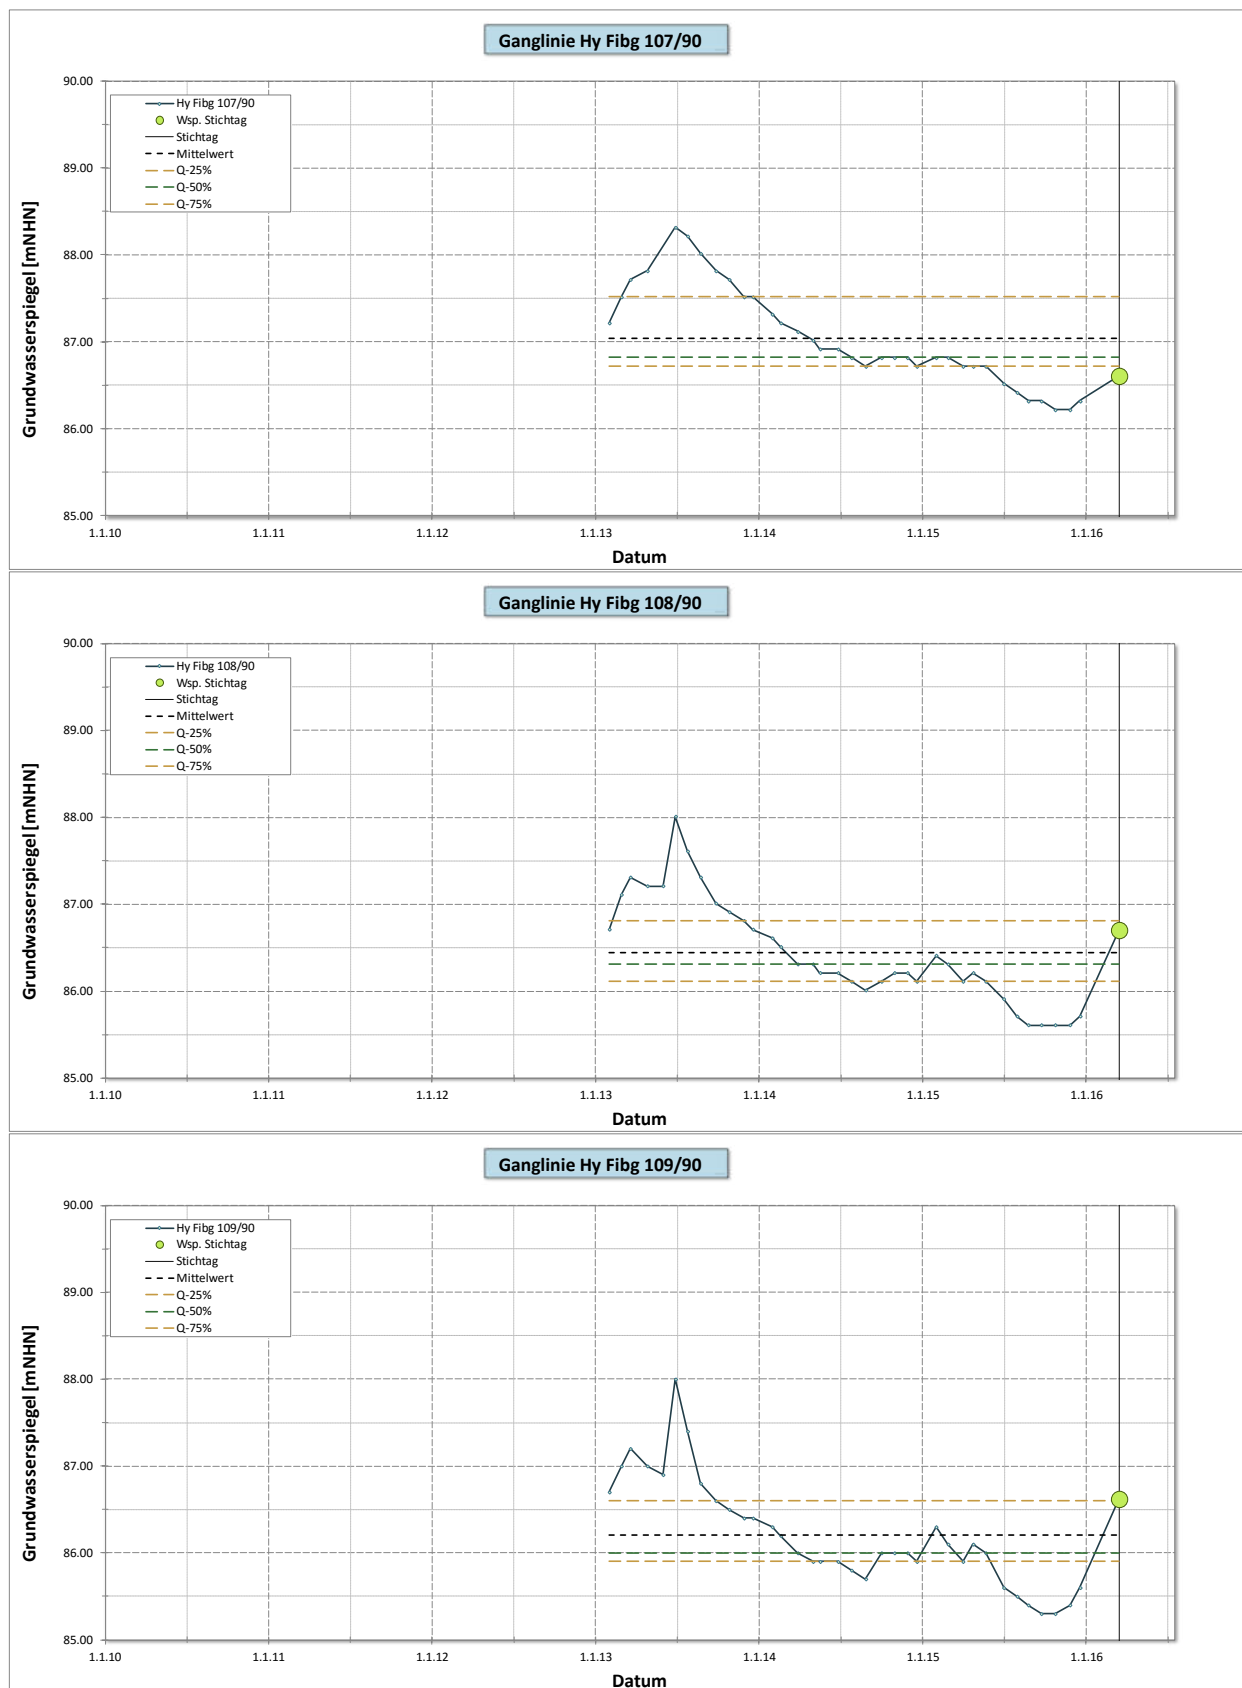 Ganglinie Hy Fibg 107/90
90.00
Hy Fibg 107/90
Wsp. Stichtag
Stichtag
Mittelwert
Q-25%
Q-50%
Q-75%
89.00
88.00
87.00
86.00
85.00
Grundwasserspiegel [mNHN]
1.1.10 1.1.11 1.1.12 1.1.13 1.1.14 1.1.15 1.1.16
Datum
Ganglinie Hy Fibg 108/90
90.00
Hy Fibg 108/90
Wsp. Stichtag
Stichtag
Mittelwert
Q-25%
Q-50%
Q-75%
89.00
88.00
87.00
86.00
85.00
Grundwasserspiegel [mNHN]
1.1.10 1.1.11 1.1.12 1.1.13 1.1.14 1.1.15 1.1.16
Datum
Ganglinie Hy Fibg 109/90
90.00
Hy Fibg 109/90
Wsp. Stichtag
Stichtag
Mittelwert
Q-25%
Q-50%
Q-75%
89.00
88.00
87.00
86.00
85.00
Grundwasserspiegel [mNHN]
1.1.10 1.1.11 1.1.12 1.1.13 1.1.14 1.1.15 1.1.16
Datum